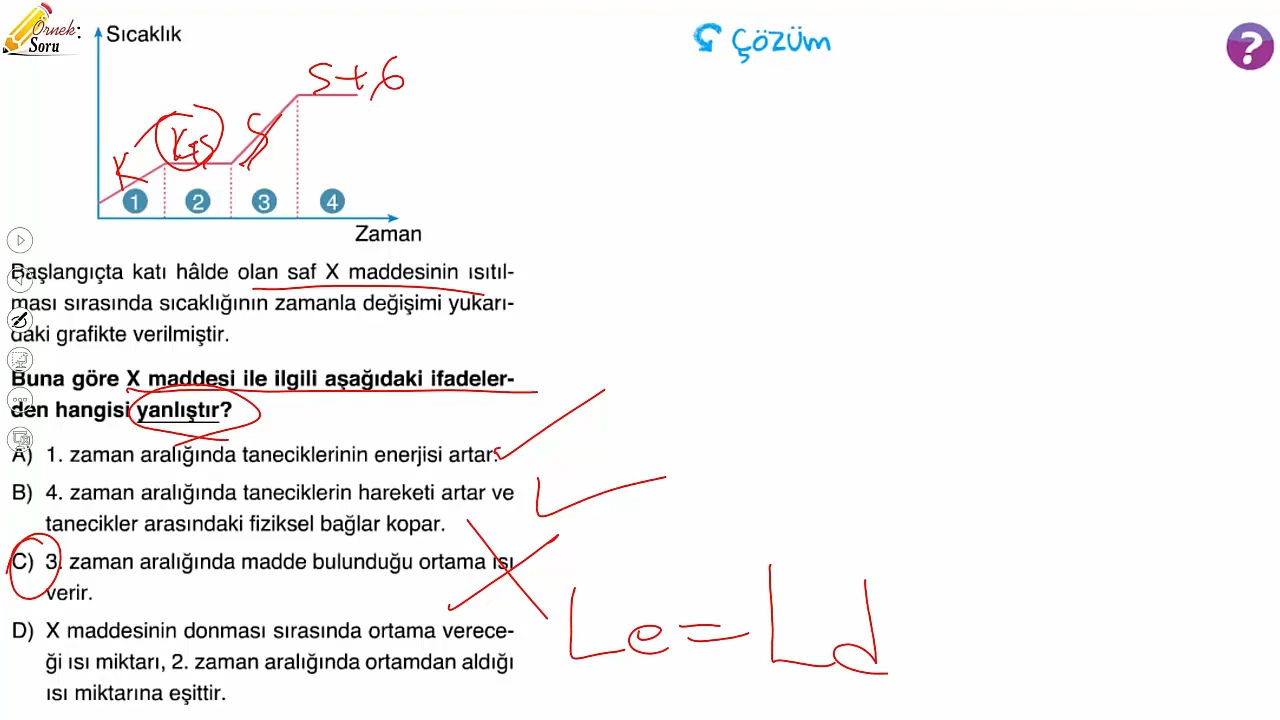 Örnek:
Soru
Sıcaklık
Çözüm
?
S+G
K
K+S
S
1 2 3 4
Zaman
Başlangıçta katı hâlde olan saf X maddesinin ısıtıl-
ması sırasında sıcaklığının zamanla değişimi yukarı-
daki grafikte verilmiştir.
Buna göre X maddesi ile ilgili aşağıdaki ifadeler-
den hangisi yanlıştır?
A) 1. zaman aralığında taneciklerinin enerjisi artar.
B) 4. zaman aralığında taneciklerin hareketi artar ve
tanecikler arasındaki fiziksel bağlar kopar.
C) 3. zaman aralığında madde bulunduğu ortama ısı
verir.
D) X maddesinin donması sırasında ortama verece-
ği ısı miktarı, 2. zaman aralığında ortamdan aldığı
ısı miktarına eşittir.
Le=Ld